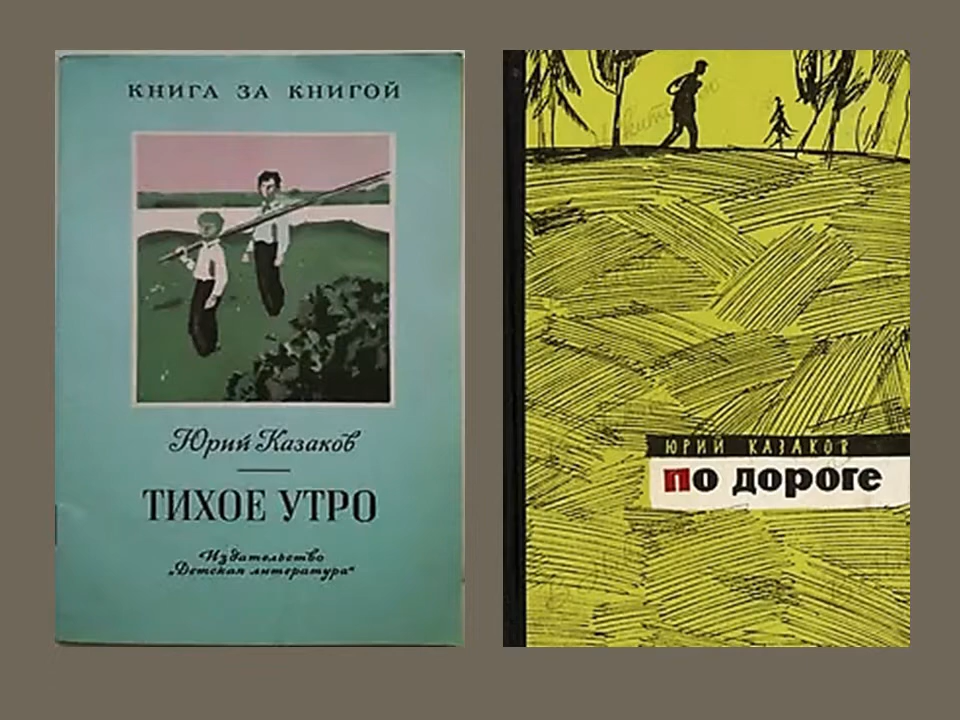 КНИГА ЗА КНИГОЙ
Юрий Казаков
ТИХОЕ УТРО
Издательство
„Детская литература“
ЮРИЙ КАЗАКОВ
по дороге